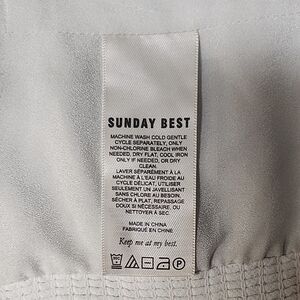 SUNDAY BEST
MACHINE WASH COLD GENTLE
CYCLE SEPARATELY, ONLY
NON-CHLORINE BLEACH WHEN
NEEDED, DRY FLAT, COOL IRON
ONLY IF NEEDED, OR DRY
CLEAN.
LAVER SÉPARÉMENT À LA
MACHINE À L'EAU FROIDE AU
CYCLE DÉLICAT, UTILISER
SEULEMENT UN JAVELLISANT
SANS CHLORE AU BESOIN,
SÉCHER À PLAT, REPASSAGE
DOUX SI NÉCESSAIRE, OU
NETTOYER À SEC
MADE IN CHINA
FABRIQUÉ EN CHINE
Keep me at my best.
P